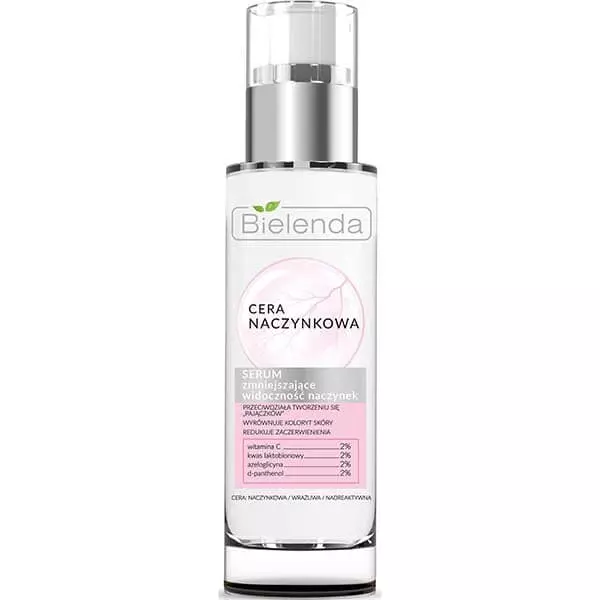 Bielenda
CERA
NACZYNKOWA
SERUM
zmniejszające
widoczność naczynek
PRZECIWDZIAŁA TWORZENIU SIĘ
„PAJĄCZKÓW"
WYRÓWNUJE KOLORYT SKÓRY
REDUKUJE ZACZERWIENIENIA
witamina C 2%
kwas laktobionowy 2%
azeloglicyna 2%
d-panthenol 2%
CERA: NACZYNKOWA / WRAŻLIWA / NADREAKTYWNA